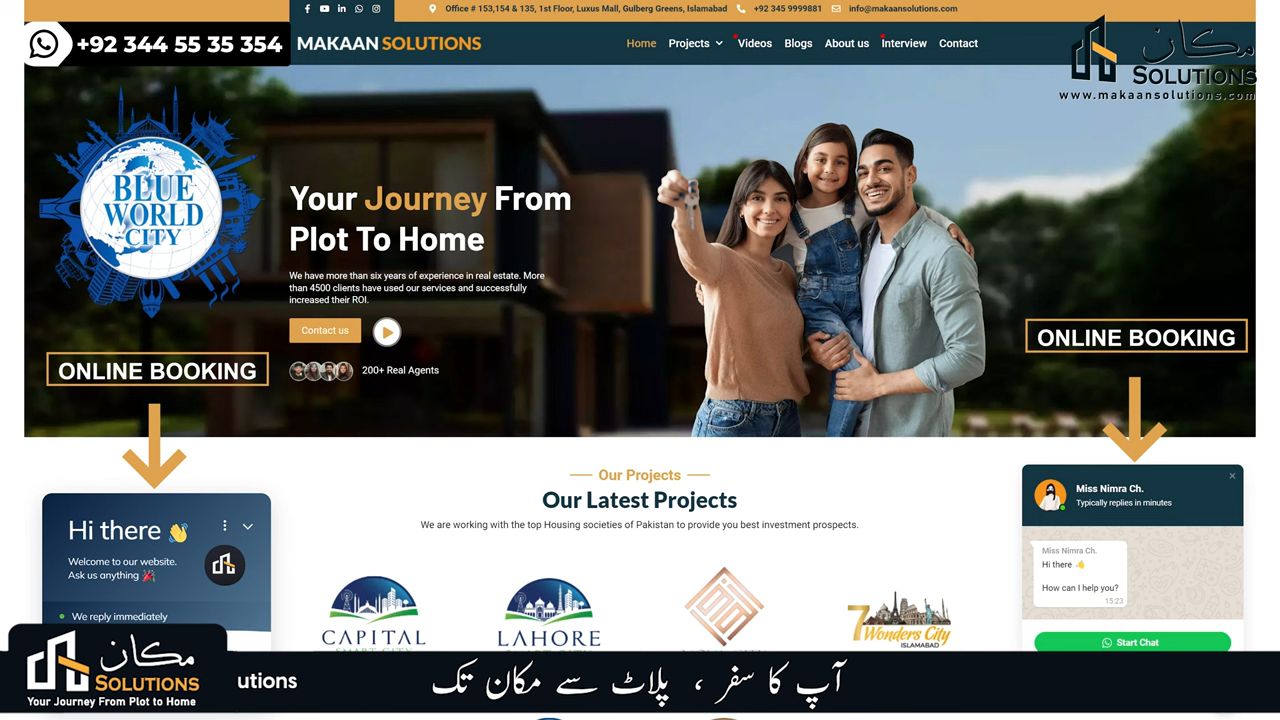 Office # 153,154 & 135, 1st Floor, Luxus Mall, Gulberg Greens, Islamabad
+92 345 9999881
info@makaansolutions.com
+92 344 55 35 354
MAKAAN SOLUTIONS
Home
Projects
Videos
Blogs
About us
Interview
Contact
مکان
SOLUTIONS
www.makaansolutions.com
BLUE
WORLD
CITY
Your Journey From
Plot To Home
We have more than six years of experience in real estate. More
than 4500 clients have used our services and successfully
increased their ROI.
Contact us
200+ Real Agents
ONLINE BOOKING
ONLINE BOOKING
Our Projects
Our Latest Projects
We are working with the top Housing societies of Pakistan to provide you best investment prospects.
Hi there 👋
Welcome to our website.
Ask us anything 🎉
We reply immediately
Miss Nimra Ch.
Typically replies in minutes
Miss Nimra Ch.
Hi there 👋
How can I help you?
15:23
Start Chat
CAPITAL
LAHORE
7 Wonders City
ISLAMABAD
مکان
SOLUTIONS
Your Journey From Plot to Home
utions
آپ کا سفر ، پلاٹ سے مکان تک